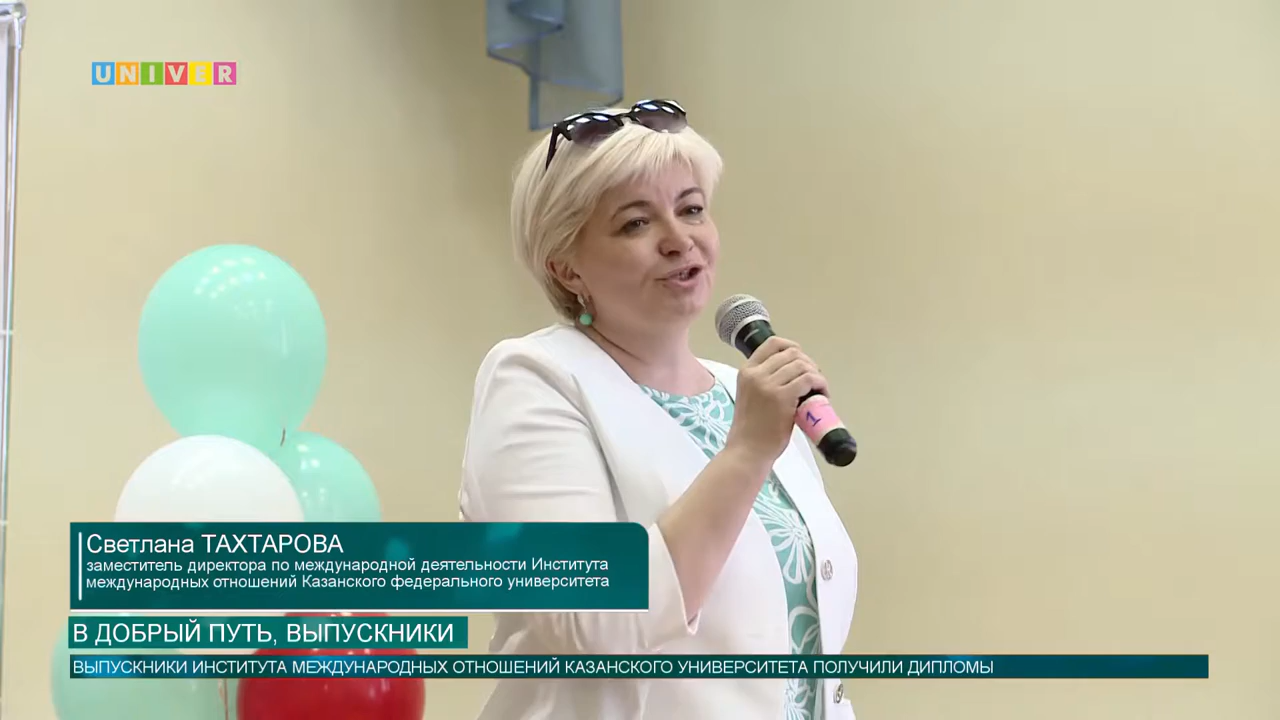 UNIVER
1
Светлана ТАХТАРОВА
заместитель директора по международной деятельности Института
международных отношений Казанского федерального университета
В ДОБРЫЙ ПУТЬ, ВЫПУСКНИКИ
ВЫПУСКНИКИ ИНСТИТУТА МЕЖДУНАРОДНЫХ ОТНОШЕНИЙ КАЗАНСКОГО УНИВЕРСИТЕТА ПОЛУЧИЛИ ДИПЛОМЫ